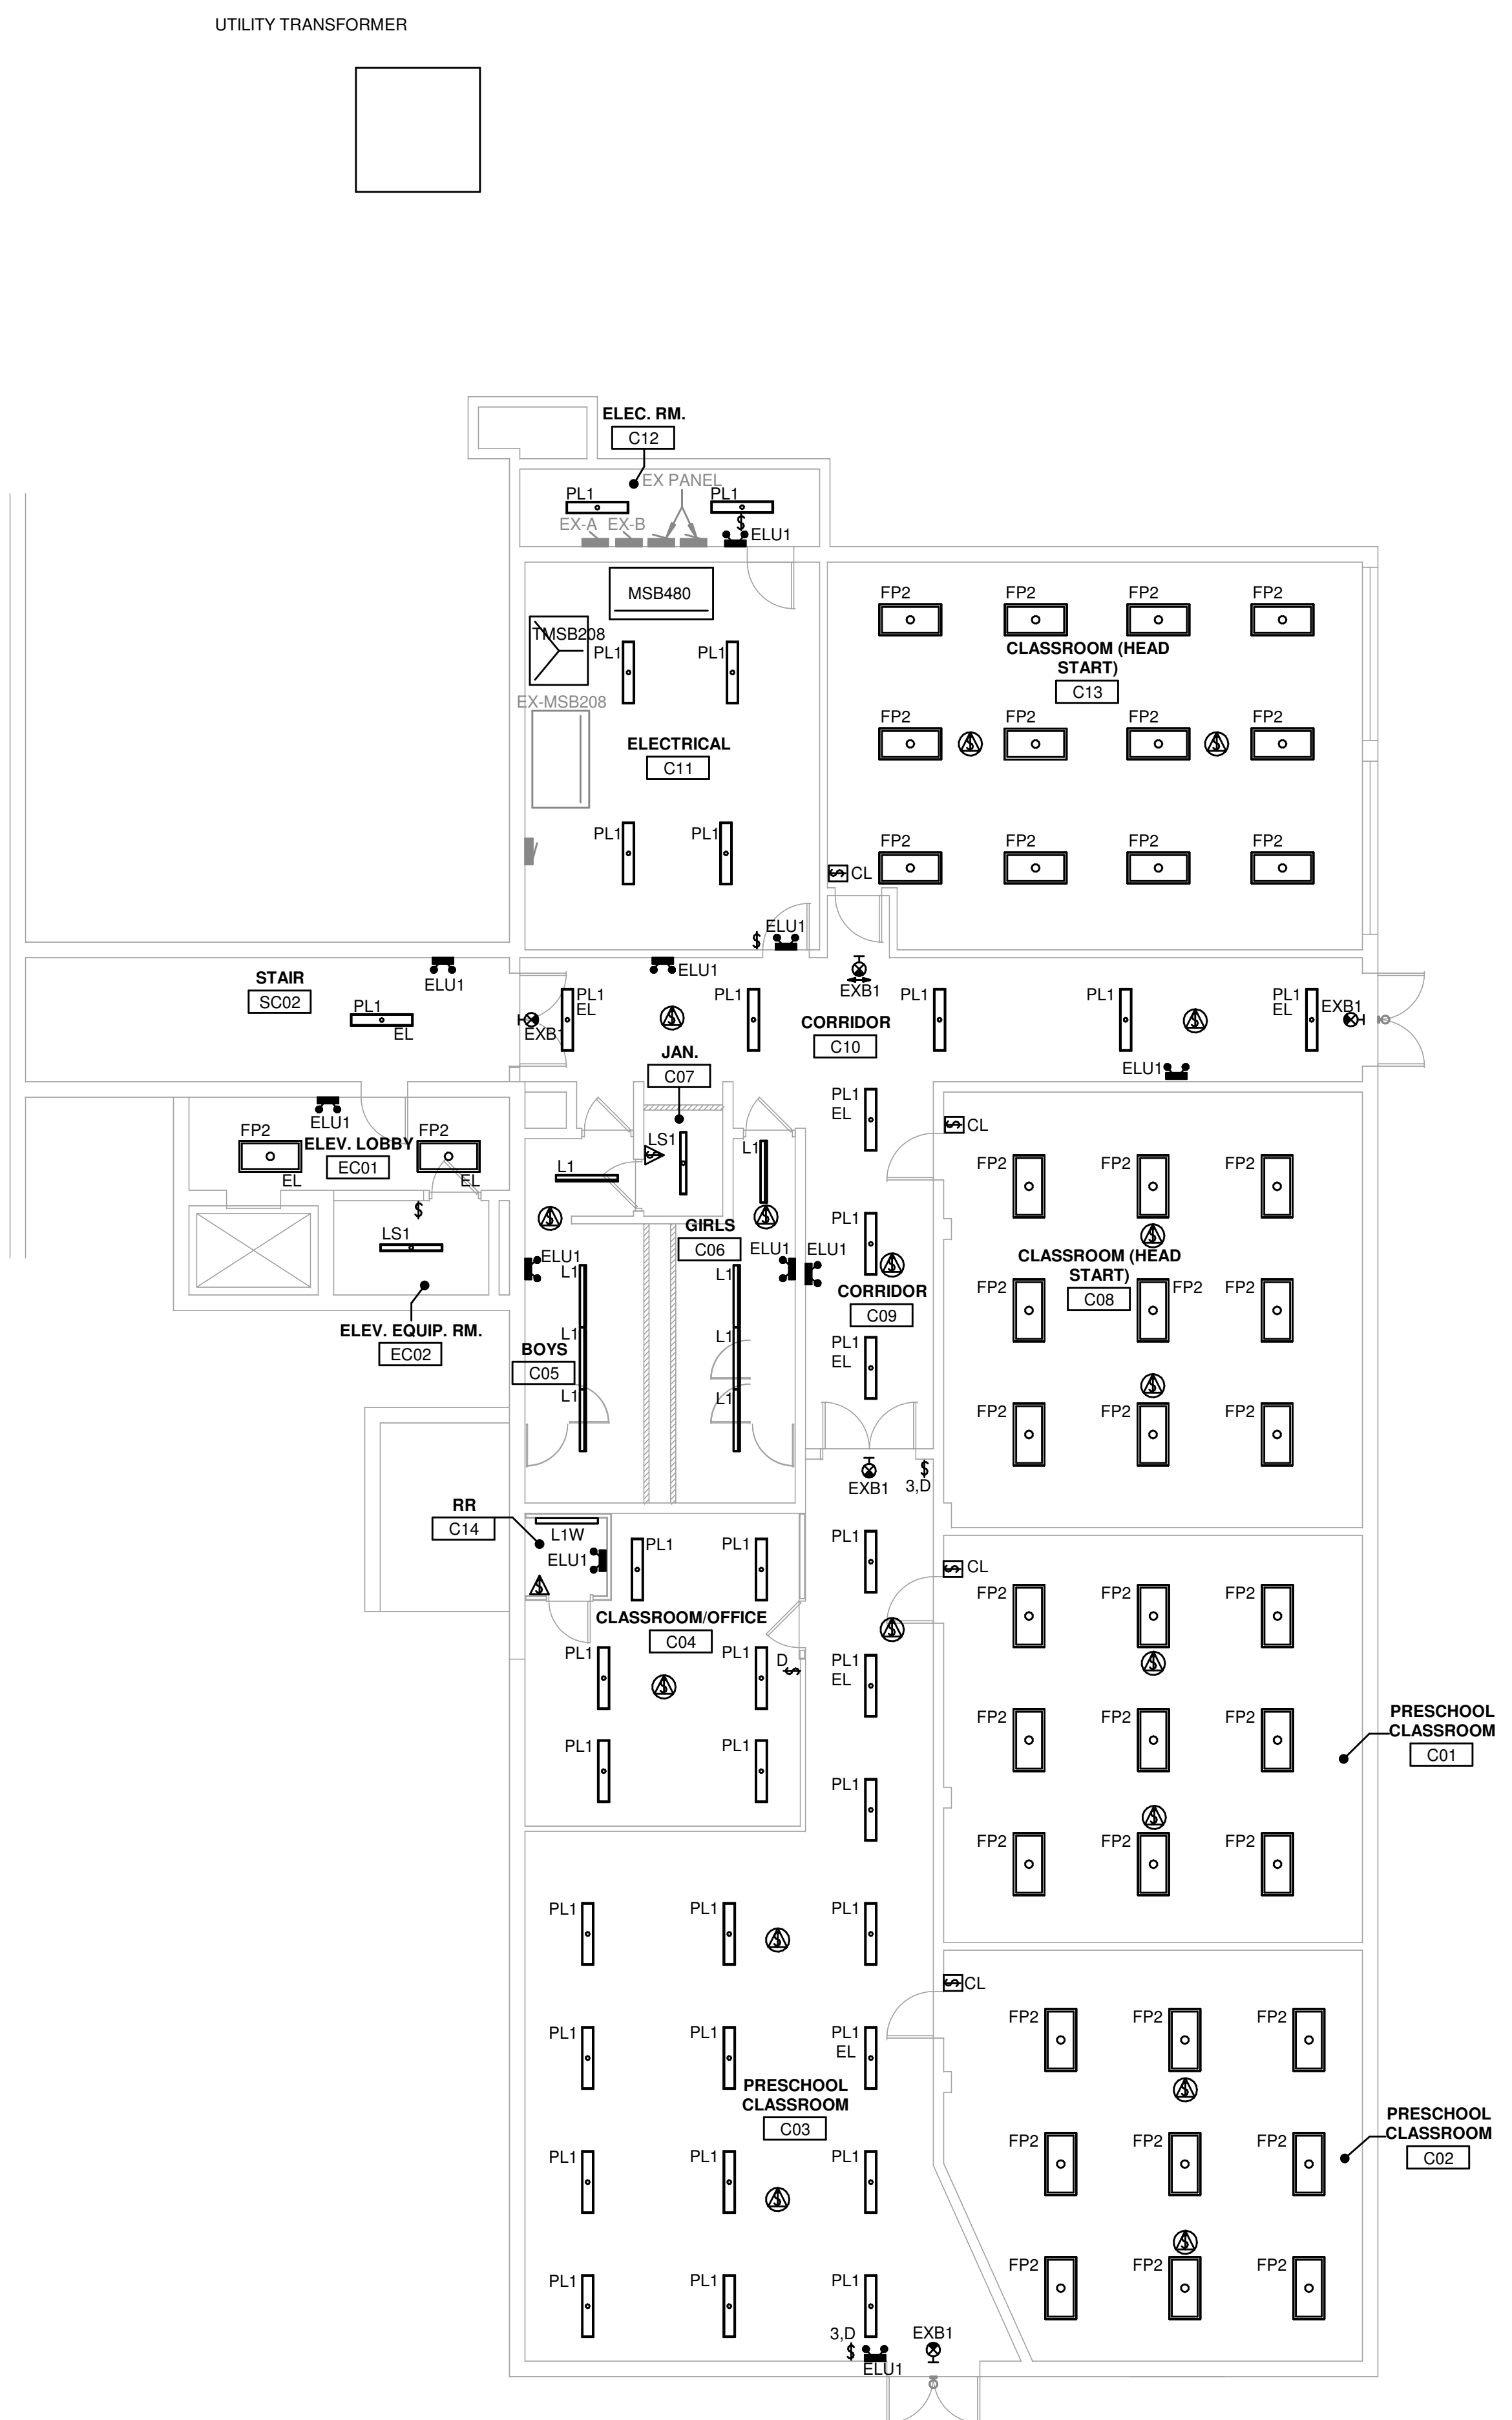 UTILITY TRANSFORMER
ELEC. RM.
C12
EX PANEL
PL1
PL1
EX-A
EX-B
$
ELU1
MSB480
TMSB208
PL1
PL1
EX-MSB208
ELECTRICAL
C11
PL1
PL1
$
ELU1
FP2
FP2
FP2
FP2
CLASSROOM (HEAD
START)
C13
FP2
FP2
FP2
FP2
$
$
FP2
FP2
FP2
FP2
$
CL
STAIR
SC02
ELU1
PL1
EL
ELU1
EXB1
PL1
EL
EXB1
PL1
$
PL1
PL1
$
PL1
EL
EXB1
CORRIDOR
C10
ELU1
JAN.
C07
LS1
$
ELU1
FP2
EL
ELEV. LOBBY
EC01
FP2
EL
$
LS1
ELEV. EQUIP. RM.
EC02
L1
$
ELU1
L1
L1
BOYS
C05
L1
L1
$
GIRLS
C06
ELU1
L1
L1
L1
PL1
EL
PL1
$
ELU1
CORRIDOR
C09
PL1
EL
EXB1
$
3,D
$
CL
FP2
FP2
FP2
$
CLASSROOM (HEAD
START)
C08
FP2
FP2
FP2
$
FP2
FP2
FP2
RR
C14
L1W
ELU1
$
PL1
PL1
CLASSROOM/OFFICE
C04
PL1
PL1
D
$
$
PL1
PL1
PL1
$
PL1
EL
PL1
$
CL
FP2
FP2
FP2
$
FP2
FP2
FP2
PRESCHOOL
CLASSROOM
C01
$
FP2
FP2
FP2
PL1
PL1
$
PL1
PL1
PL1
PL1
EL
PRESCHOOL
CLASSROOM
C03
PL1
PL1
PL1
$
PL1
PL1
PL1
3,D
$
ELU1
EXB1
$
CL
FP2
FP2
FP2
$
PRESCHOOL
CLASSROOM
C02
FP2
FP2
FP2
$
FP2
FP2
FP2